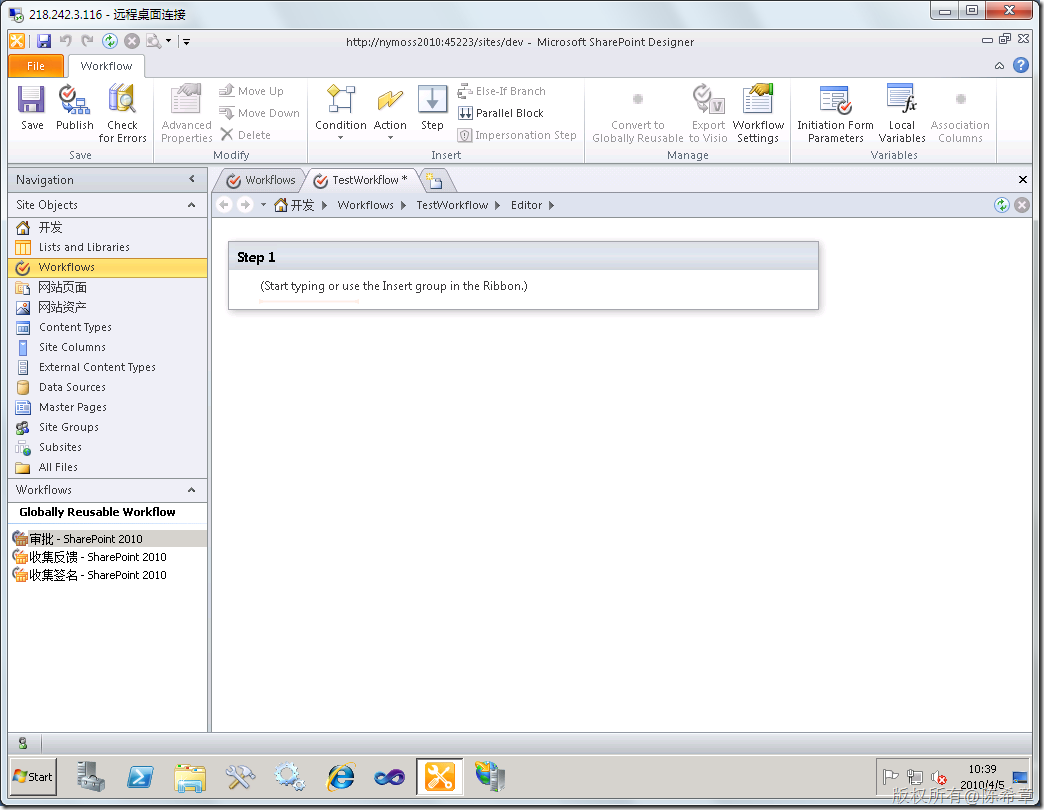 218.242.3.116 - 远程桌面连接
http://nymoss2010:45223/sites/dev - Microsoft SharePoint Designer
File Workflow
Save Publish Check for Errors
Save
Advanced Properties Move Up Move Down Delete
Modify
Condition Action Step Else-If Branch Parallel Block Impersonation Step
Insert
Convert to Globally Reusable Export to Visio Workflow Settings
Manage
Initiation Form Parameters Local Variables Association Columns
Variables
Navigation
Site Objects
开发
Lists and Libraries
Workflows
网站页面
网站资产
Content Types
Site Columns
External Content Types
Data Sources
Master Pages
Site Groups
Subsites
All Files
Workflows
Globally Reusable Workflow
审批 - SharePoint 2010
收集反馈 - SharePoint 2010
收集签名 - SharePoint 2010
Workflows TestWorkflow *
开发 Workflows TestWorkflow Editor
Step 1
(Start typing or use the Insert group in the Ribbon.)
Start
10:39
2010/4/5
版权所有@陈希章